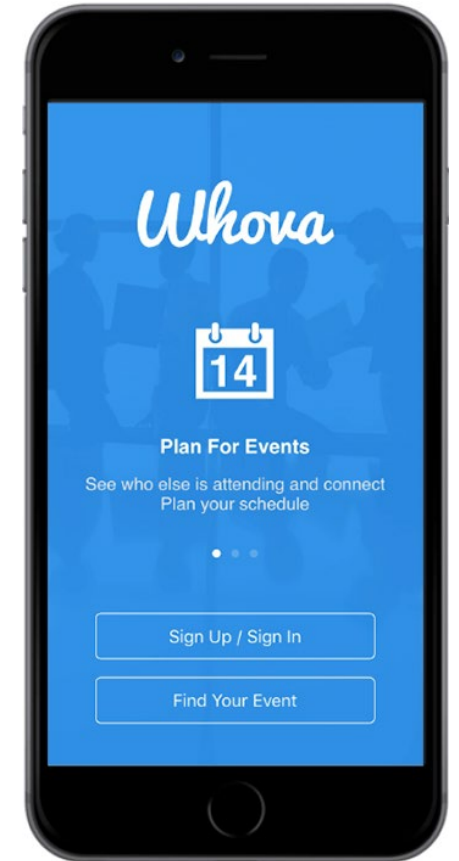 Whova
14
Plan For Events
See who else is attending and connect
Plan your schedule
Sign Up / Sign In
Find Your Event